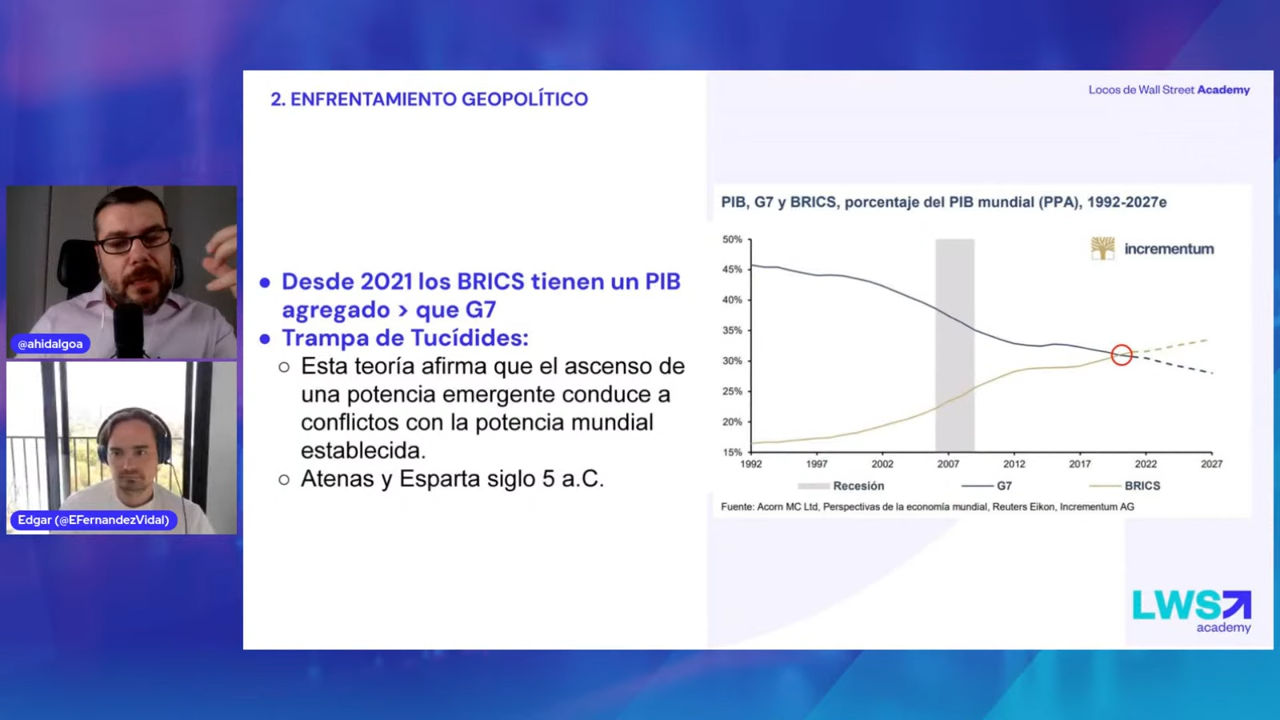 2. ENFRENTAMIENTO GEOPOLÍTICO
Locos de Wall Street Academy
@ahidalgoa
Edgar (@EFernandezVidal)
● Desde 2021 los BRICS tienen un PIB
agregado > que G7
● Trampa de Tucídides:
○ Esta teoría afirma que el ascenso de
una potencia emergente conduce a
conflictos con la potencia mundial
establecida.
○ Atenas y Esparta siglo 5 a.C.
PIB, G7 y BRICS, porcentaje del PIB mundial (PPA), 1992-2027e
incrementum
50%
45%
40%
35%
30%
25%
20%
15%
1992 1997 2002 2007 2012 2017 2022 2027
Recesión G7 BRICS
Fuente: Acorn MC Ltd, Perspectivas de la economía mundial, Reuters Eikon, Incrementum AG
LWS
academy